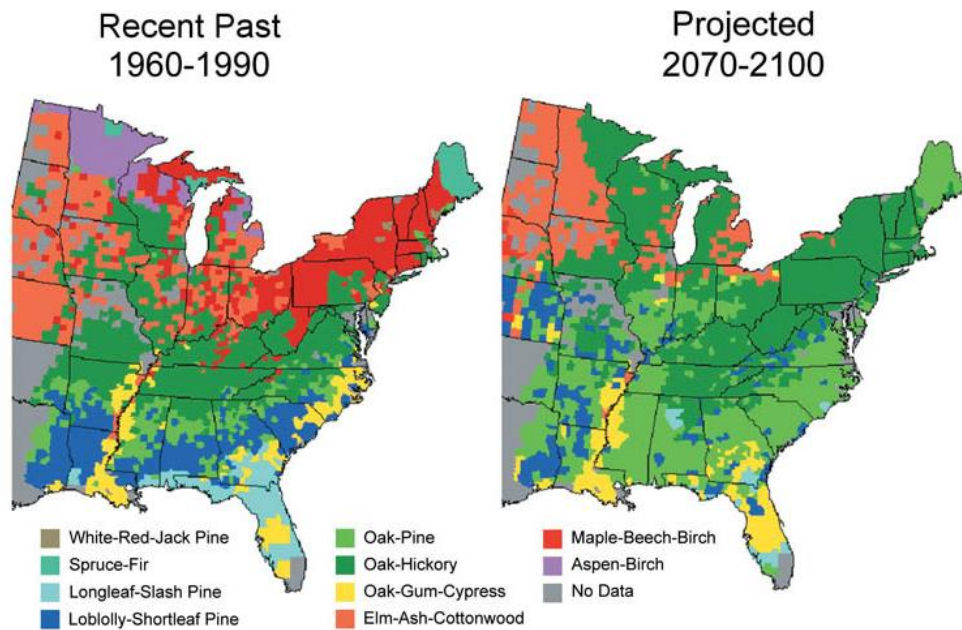 Recent Past
1960-1990
Projected
2070-2100
White-Red-Jack Pine
Spruce-Fir
Longleaf-Slash Pine
Loblolly-Shortleaf Pine
Oak-Pine
Oak-Hickory
Oak-Gum-Cypress
Elm-Ash-Cottonwood
Maple-Beech-Birch
Aspen-Birch
No Data